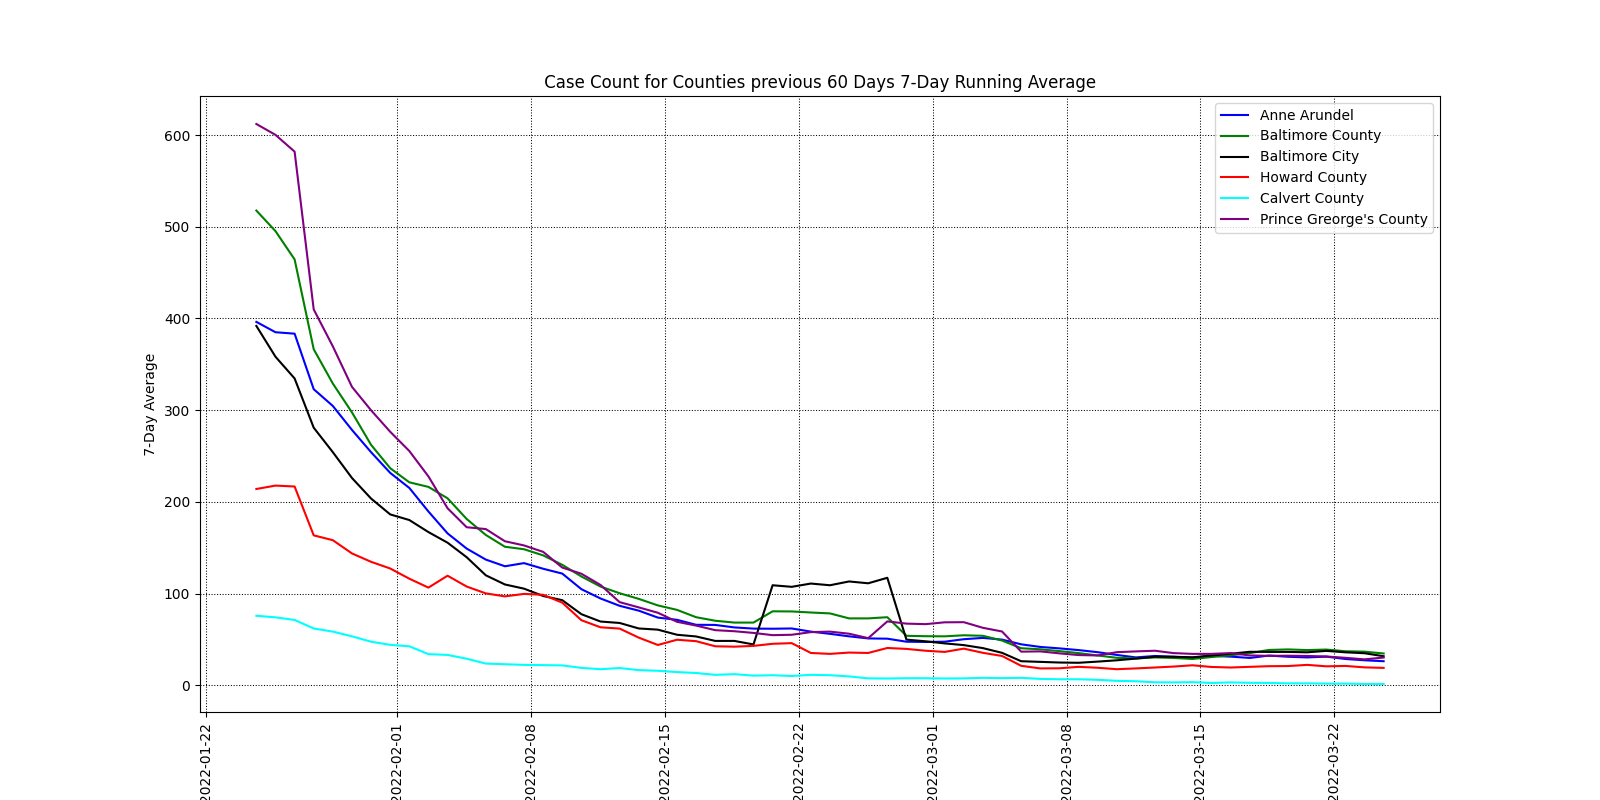 Case Count for Counties previous 60 Days 7-Day Running Average
Anne Arundel
Baltimore County
Baltimore City
Howard County
Calvert County
Prince Greorge's County
7-Day Average
600
500
400
300
200
100
0
2022-01-22
2022-02-01
2022-02-08
2022-02-15
2022-02-22
2022-03-01
2022-03-08
2022-03-15
2022-03-22